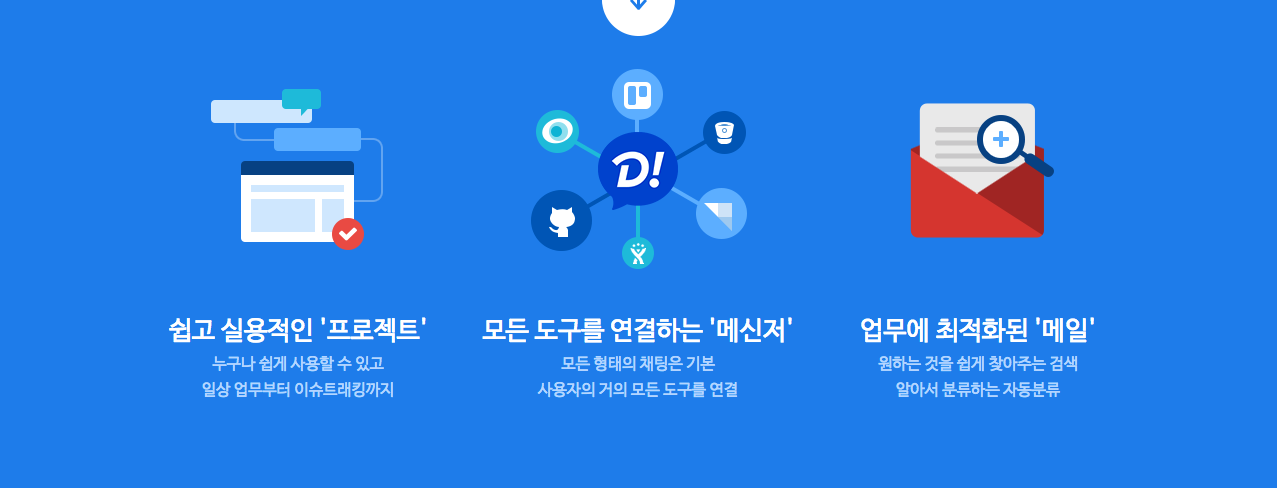 D!
쉽고 실용적인 '프로젝트'
누구나 쉽게 사용할 수 있고
일상 업무부터 이슈트래킹까지
모든 도구를 연결하는 '메신저'
모든 형태의 채팅은 기본
사용자의 거의 모든 도구를 연결
업무에 최적화된 '메일'
원하는 것을 쉽게 찾아주는 검색
알아서 분류하는 자동분류